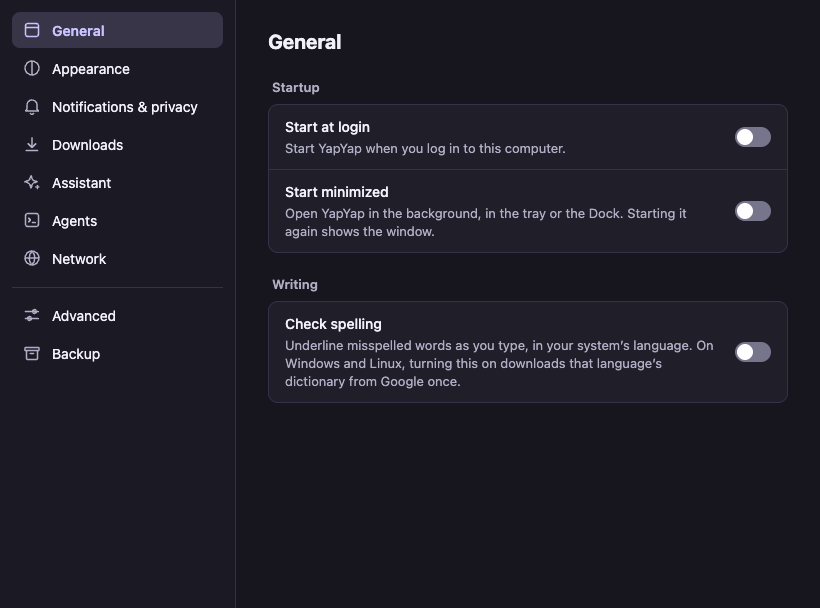 General
Appearance
Notifications & privacy
Downloads
Assistant
Agents
Network
Advanced
Backup
General
Startup
Start at login
Start YapYap when you log in to this computer.
Start minimized
Open YapYap in the background, in the tray or the Dock. Starting it
again shows the window.
Writing
Check spelling
Underline misspelled words as you type, in your system’s language. On
Windows and Linux, turning this on downloads that language’s
dictionary from Google once.